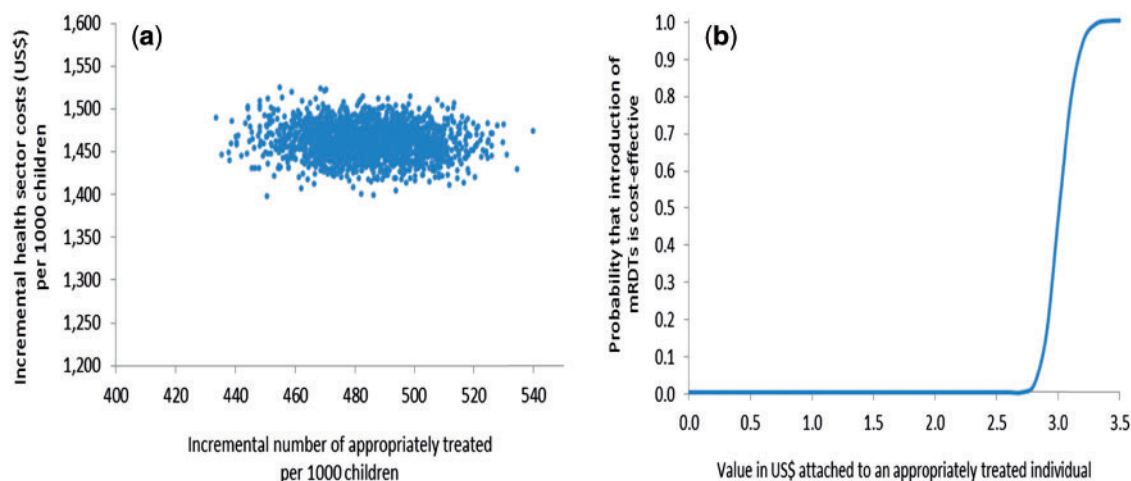 (a)
Incremental health sector costs (US$)
per 1000 children
1,600
1,550
1,500
1,450
1,400
1,350
1,300
1,250
1,200
400 420 440 460 480 500 520 540
Incremental number of appropriately treated
per 1000 children
(b)
Probability that introduction of
mRDTs is cost-effective
1.0
0.9
0.8
0.7
0.6
0.5
0.4
0.3
0.2
0.1
0.0
0.0 0.5 1.0 1.5 2.0 2.5 3.0 3.5
Value in US$ attached to an appropriately treated individual